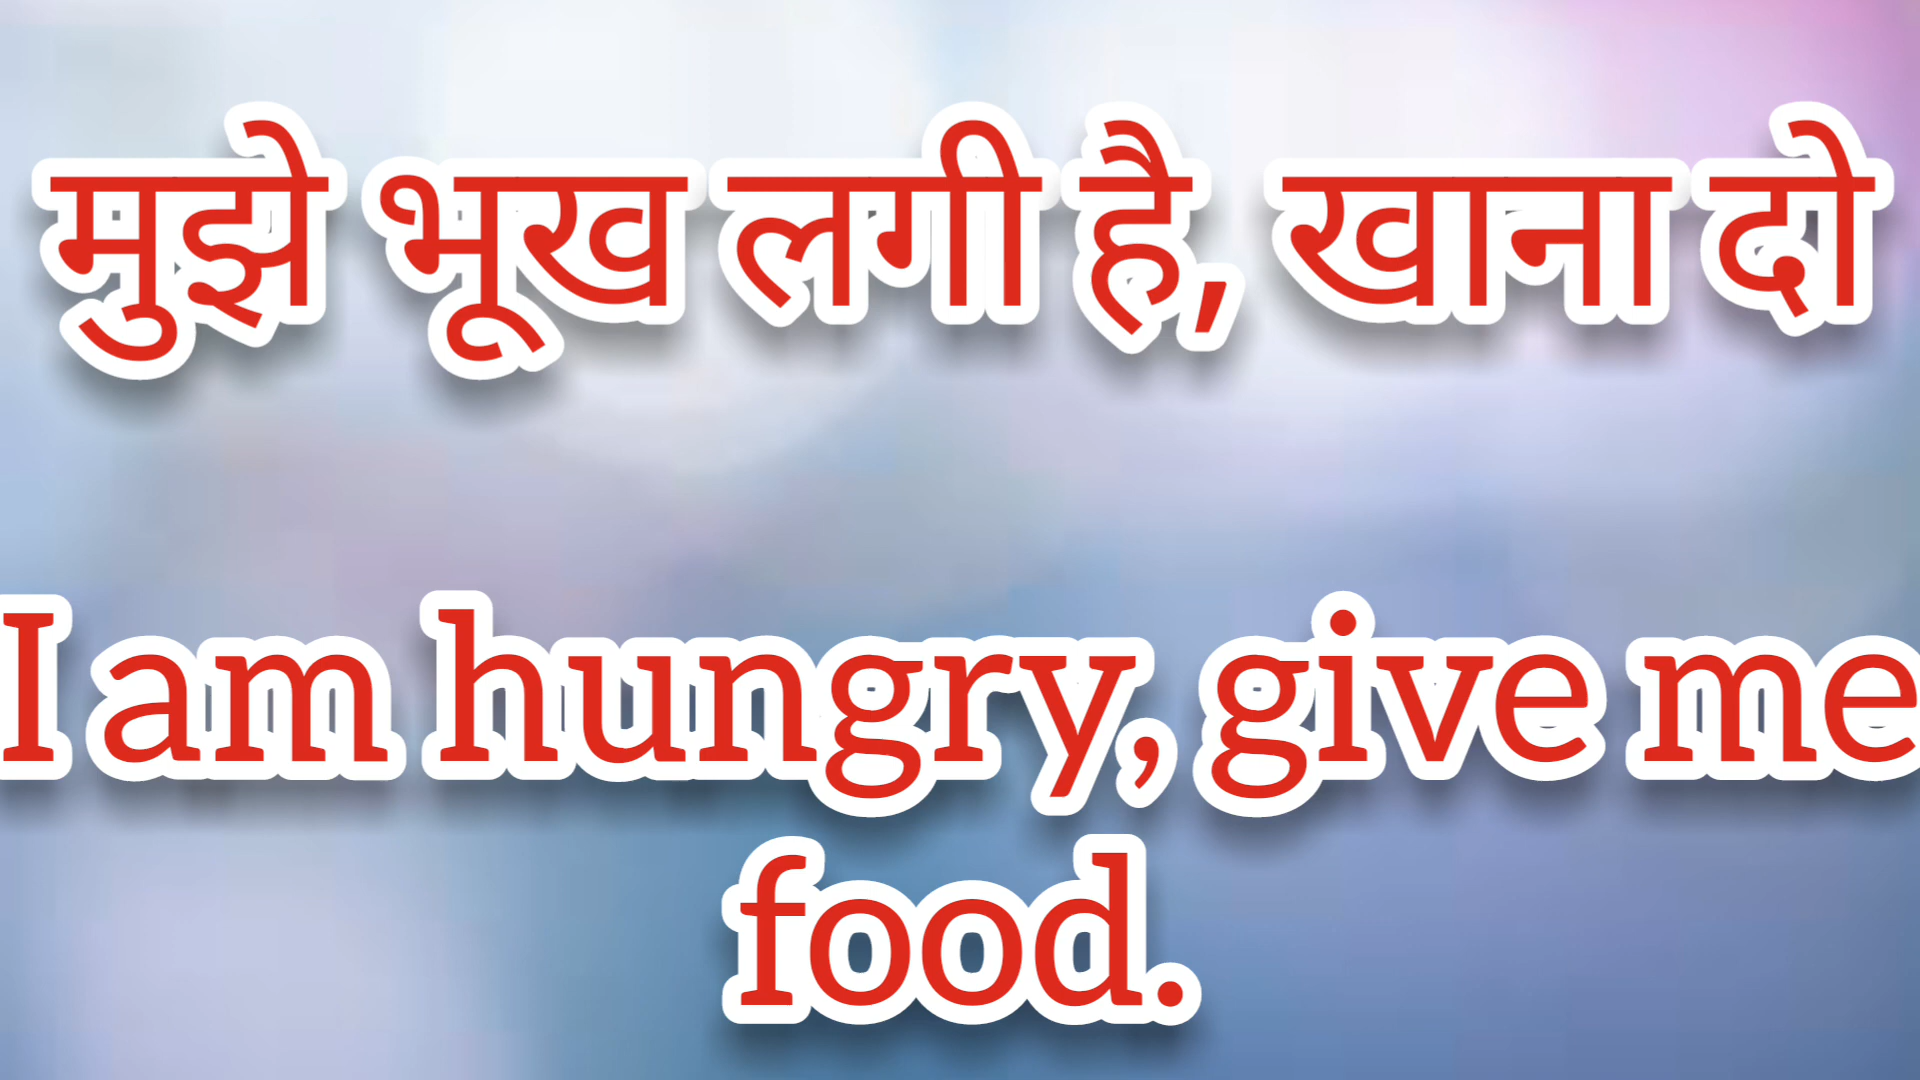 मुझे भूख लगी है, खाना दो
I am hungry, give me
food.